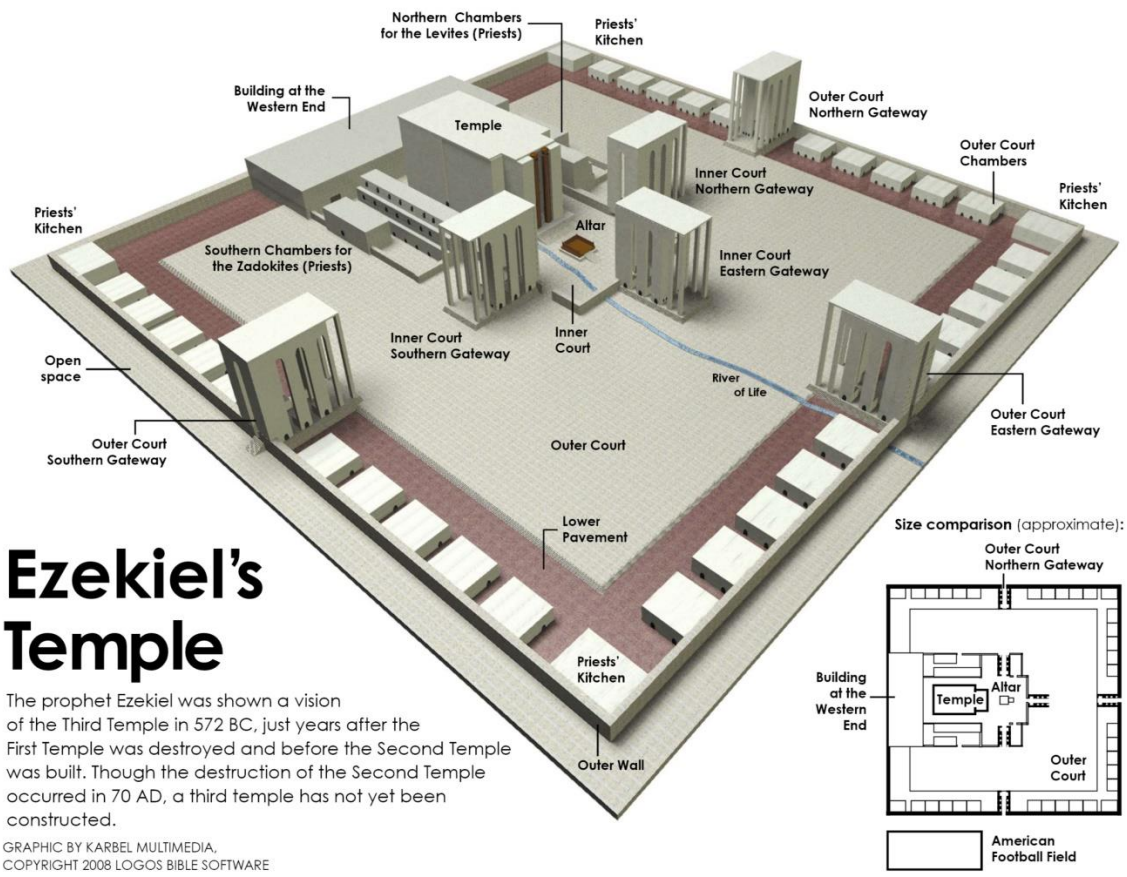 Northern Chambers
for the Levites (Priests)
Priests'
Kitchen
Building at the
Western End
Temple
Outer Court
Northern Gateway
Outer Court
Chambers
Inner Court
Northern Gateway
Priests'
Kitchen
Priests'
Kitchen
Altar
Southern Chambers for
the Zadokites (Priests)
Inner Court
Eastern Gateway
Inner Court
Southern Gateway
Inner
Court
Open
space
River
of Life
Outer Court
Eastern Gateway
Outer Court
Southern Gateway
Outer Court
Lower
Pavement
Priests'
Kitchen
Outer Wall
Ezekiel's
Temple
The prophet Ezekiel was shown a vision
of the Third Temple in 572 BC, just years after the
First Temple was destroyed and before the Second Temple
was built. Though the destruction of the Second Temple
occurred in 70 AD, a third temple has not yet been
constructed.
GRAPHIC BY KARBEL MULTIMEDIA,
COPYRIGHT 2008 LOGOS BIBLE SOFTWARE
Size comparison (approximate):
Outer Court
Northern Gateway
Building
at the
Western
End
Temple
Altar
Outer
Court
American
Football Field